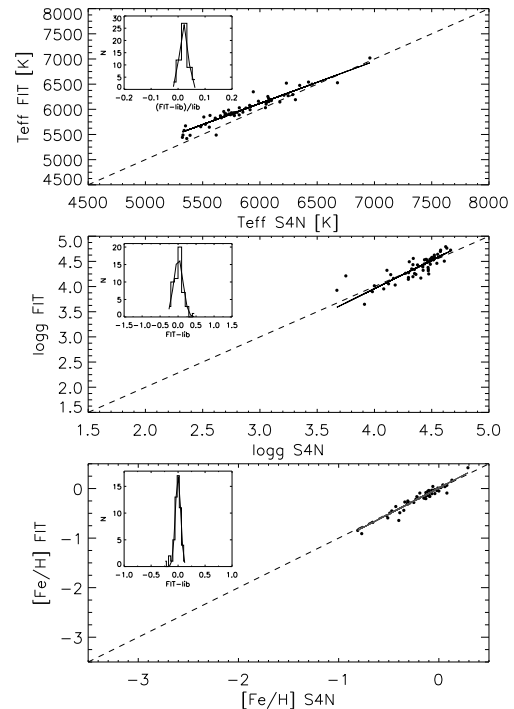 30
25
20
15
10
5
0
N
-0.2 -0.1 0.0 0.1 0.2
(FIT-lib)/lib
8000
7500
7000
6500
6000
5500
5000
4500
Teff FIT [K]
4500 5000 5500 6000 6500 7000 7500 8000
Teff S4N [K]
20
15
10
5
0
N
-1.5 -1.0 -0.5 0.0 0.5 1.0 1.5
FIT-lib
5.0
4.5
4.0
3.5
3.0
2.5
2.0
1.5
logg FIT
1.5 2.0 2.5 3.0 3.5 4.0 4.5 5.0
logg S4N
15
10
5
0
N
-1.0 -0.5 0.0 0.5 1.0
FIT-lib
0
-1
-2
-3
[Fe/H] FIT
-3 -2 -1 0
[Fe/H] S4N